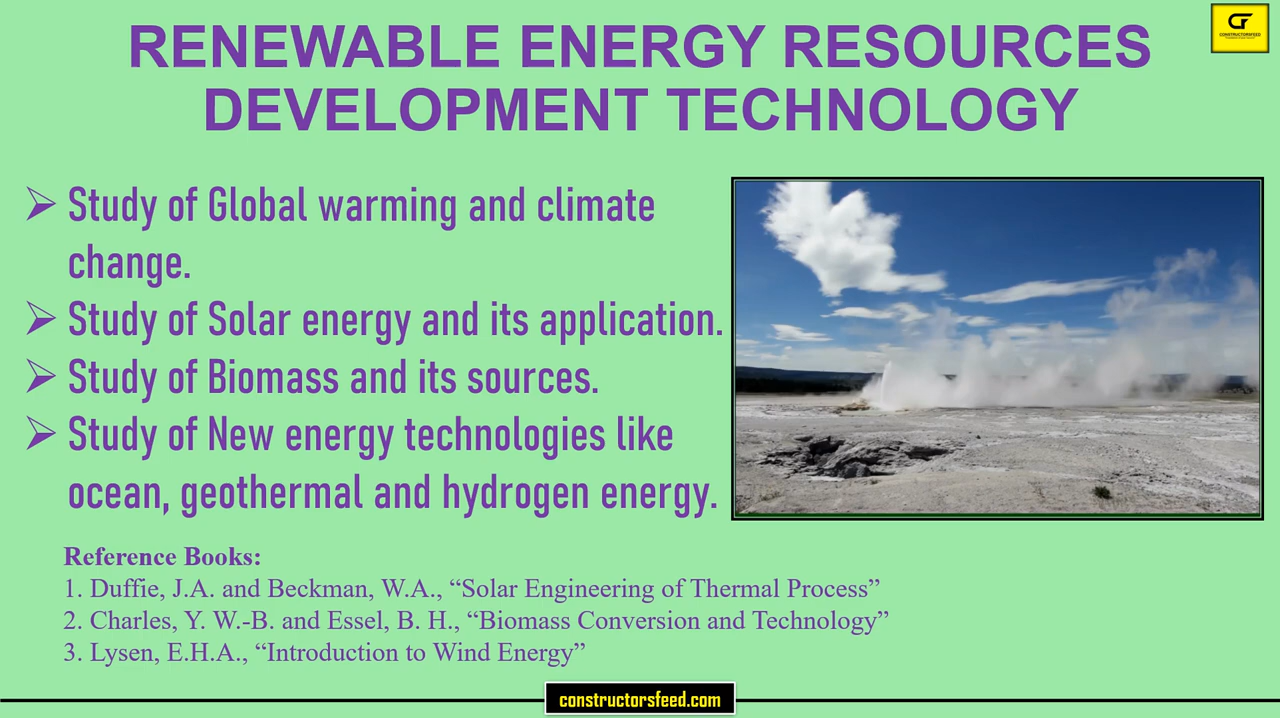 RENEWABLE ENERGY RESOURCES
DEVELOPMENT TECHNOLOGY
CF
CONSTRUCTORSFEED
➢ Study of Global warming and climate
change.
➢ Study of Solar energy and its application.
➢ Study of Biomass and its sources.
➢ Study of New energy technologies like
ocean, geothermal and hydrogen energy.
Reference Books:
1. Duffie, J.A. and Beckman, W.A., “Solar Engineering of Thermal Process”
2. Charles, Y. W.-B. and Essel, B. H., “Biomass Conversion and Technology”
3. Lysen, E.H.A., “Introduction to Wind Energy”
constructorsfeed.com